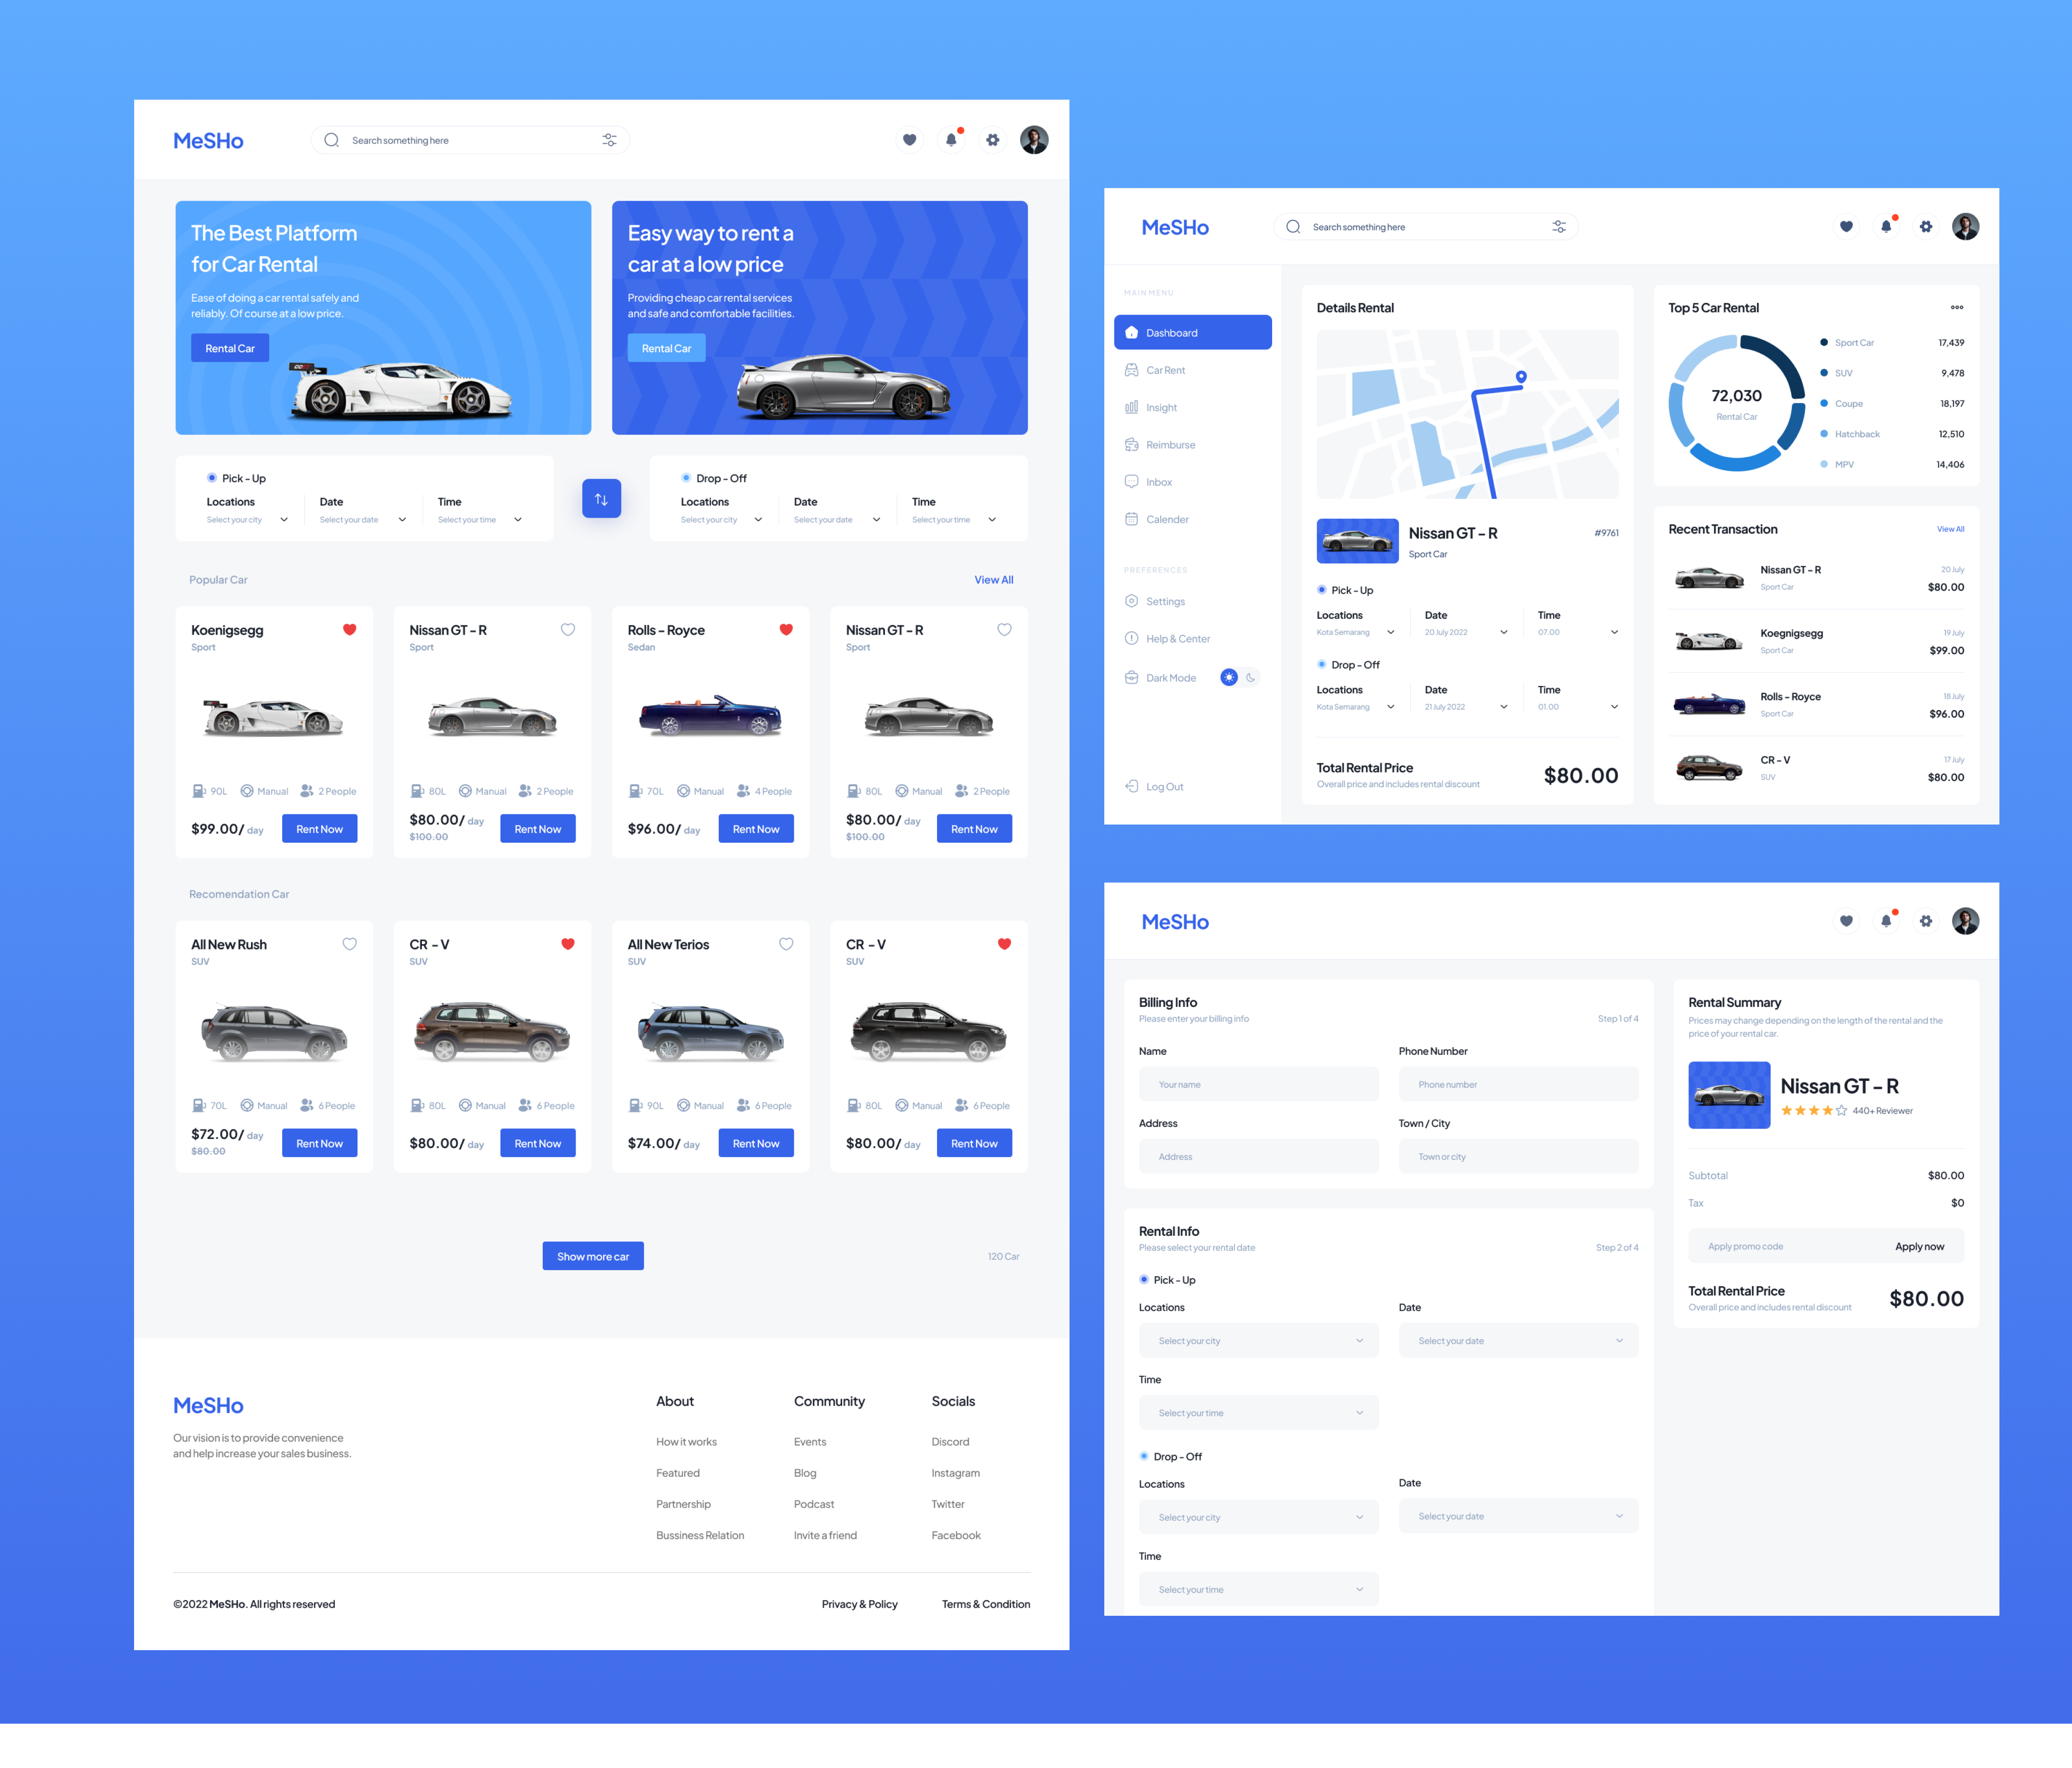 MeSHo
Search something here
The Best Platform
for Car Rental
Ease of doing a car rental safely and
reliably. Of course at a low price.
Rental Car
Easy way to rent a
car at a low price
Providing cheap car rental services
and safe and comfortable facilities.
Rental Car
Pick - Up
Locations Date Time
Select your city Select your date Select your time
Drop - Off
Locations Date Time
Select your city Select your date Select your time
Popular Car View All
Koenigsegg
Sport
90L Manual 2 People
$99.00/ day
Rent Now
Nissan GT - R
Sport
80L Manual 2 People
$80.00/ day
$100.00
Rent Now
Rolls - Royce
Sedan
70L Manual 4 People
$96.00/ day
Rent Now
Nissan GT - R
Sport
80L Manual 2 People
$80.00/ day
$100.00
Rent Now
Recomendation Car
All New Rush
SUV
70L Manual 6 People
$72.00/ day
$80.00
Rent Now
CR - V
SUV
80L Manual 6 People
$80.00/ day
Rent Now
All New Terios
SUV
90L Manual 6 People
$74.00/ day
Rent Now
CR - V
SUV
80L Manual 6 People
$80.00/ day
Rent Now
Show more car
120 Car
MeSHo
Our vision is to provide convenience
and help increase your sales business.
About
How it works
Featured
Partnership
Bussiness Relation
Community
Events
Blog
Podcast
Invite a friend
Socials
Discord
Instagram
Twitter
Facebook
©2022 MeSHo. All rights reserved
Privacy & Policy Terms & Condition
MeSHo
Search something here
MAIN MENU
Dashboard
Car Rent
Insight
Reimburse
Inbox
Calender
PREFERENCES
Settings
Help & Center
Dark Mode
Log Out
Details Rental
Nissan GT - R
Sport Car
#9761
Pick - Up
Locations Date Time
Kota Semarang 20 July 2022 07.00
Drop - Off
Locations Date Time
Kota Semarang 21 July 2022 01.00
Total Rental Price
Overall price and includes rental discount
$80.00
Top 5 Car Rental
72,030
Rental Car
Sport Car 17,439
SUV 9,478
Coupe 18,197
Hatchback 12,510
MPV 14,406
Recent Transaction View All
Nissan GT - R 20 July
Sport Car $80.00
Koegnigsegg 19 July
Sport Car $99.00
Rolls - Royce 18 July
Sport Car $96.00
CR - V 17 July
SUV $80.00
MeSHo
Billing Info
Please enter your billing info Step 1 of 4
Name Phone Number
Your name Phone number
Address Town / City
Address Town or city
Rental Info
Please select your rental date Step 2 of 4
Pick - Up
Locations Date
Select your city Select your date
Time
Select your time
Drop - Off
Locations Date
Select your city Select your date
Time
Select your time
Rental Summary
Prices may change depending on the length of the rental and the
price of your rental car.
Nissan GT - R
440+ Reviewer
Subtotal $80.00
Tax $0
Apply promo code Apply now
Total Rental Price
Overall price and includes rental discount
$80.00